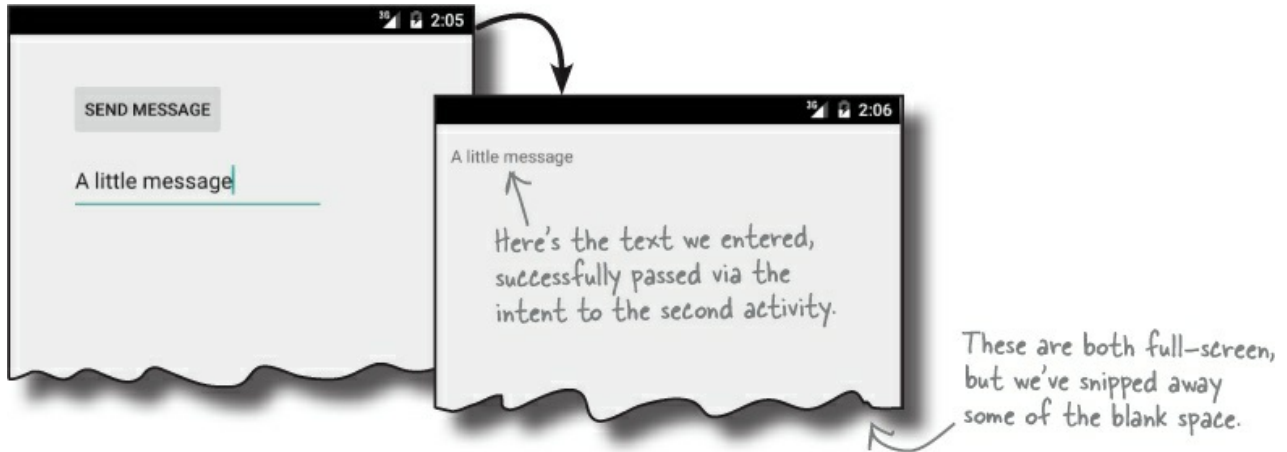 3G 2:05
SEND MESSAGE
A little message
3G 2:06
A little message
Here's the text we entered,
successfully passed via the
intent to the second activity.
These are both full-screen,
but we've snipped away
some of the blank space.